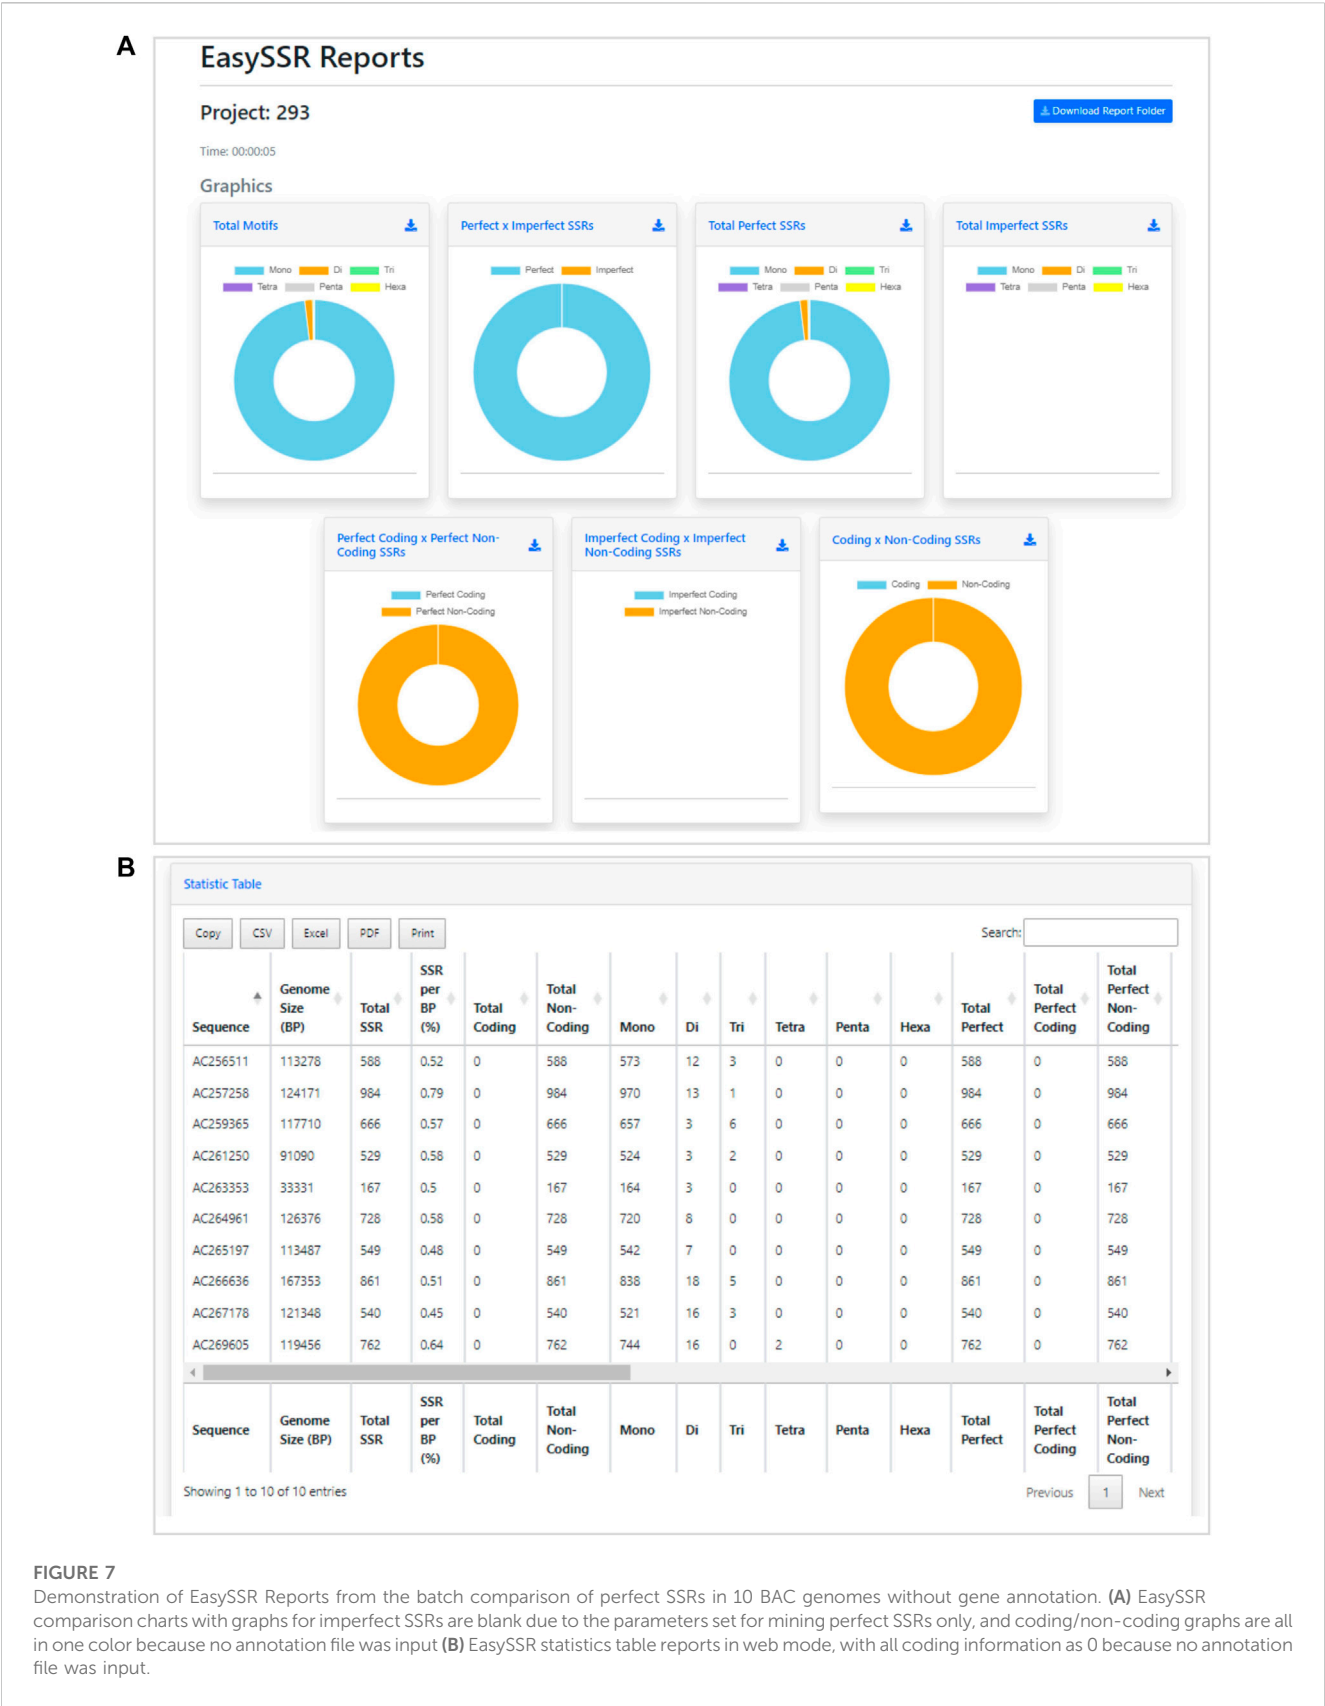 A
EasySSR Reports
Project: 293
Download Report Folder
Time: 00:00:05
Graphics
Total Motifs
Mono Di Tri
Tetra Penta Hexa
Perfect x Imperfect SSRs
Perfect Imperfect
Total Perfect SSRs
Mono Di Tri
Tetra Penta Hexa
Total Imperfect SSRs
Mono Di Tri
Tetra Penta Hexa
Perfect Coding x Perfect Non-
Coding SSRs
Perfect Coding
Perfect Non-Coding
Imperfect Coding x Imperfect
Non-Coding SSRs
Imperfect Coding
Imperfect Non-Coding
Coding x Non-Coding SSRs
Coding Non-Coding
B
Statistic Table
Copy CSV Excel PDF Print Search:
Sequence Genome Size (BP) Total SSR SSR per BP (%) Total Coding Total Non-Coding Mono Di Tri Tetra Penta Hexa Total Perfect Total Perfect Coding Total Perfect Non-Coding
AC256511 113278 588 0.52 0 588 573 12 3 0 0 0 588 0 588
AC257258 124171 984 0.79 0 984 970 13 1 0 0 0 984 0 984
AC259365 117710 666 0.57 0 666 657 3 6 0 0 0 666 0 666
AC261250 91090 529 0.58 0 529 524 3 2 0 0 0 529 0 529
AC263353 33331 167 0.5 0 167 164 3 0 0 0 0 167 0 167
AC264961 126376 728 0.58 0 728 720 8 0 0 0 0 728 0 728
AC265197 113487 549 0.48 0 549 542 7 0 0 0 0 549 0 549
AC266636 167353 861 0.51 0 861 838 18 5 0 0 0 861 0 861
AC267178 121348 540 0.45 0 540 521 16 3 0 0 0 540 0 540
AC269605 119456 762 0.64 0 762 744 16 0 2 0 0 762 0 762
Sequence Genome Size (BP) Total SSR SSR per BP (%) Total Coding Total Non-Coding Mono Di Tri Tetra Penta Hexa Total Perfect Total Perfect Coding Total Perfect Non-Coding
Showing 1 to 10 of 10 entries Previous 1 Next
FIGURE 7
Demonstration of EasySSR Reports from the batch comparison of perfect SSRs in 10 BAC genomes without gene annotation. (A) EasySSR
comparison charts with graphs for imperfect SSRs are blank due to the parameters set for mining perfect SSRs only, and coding/non-coding graphs are all
in one color because no annotation file was input (B) EasySSR statistics table reports in web mode, with all coding information as 0 because no annotation
file was input.